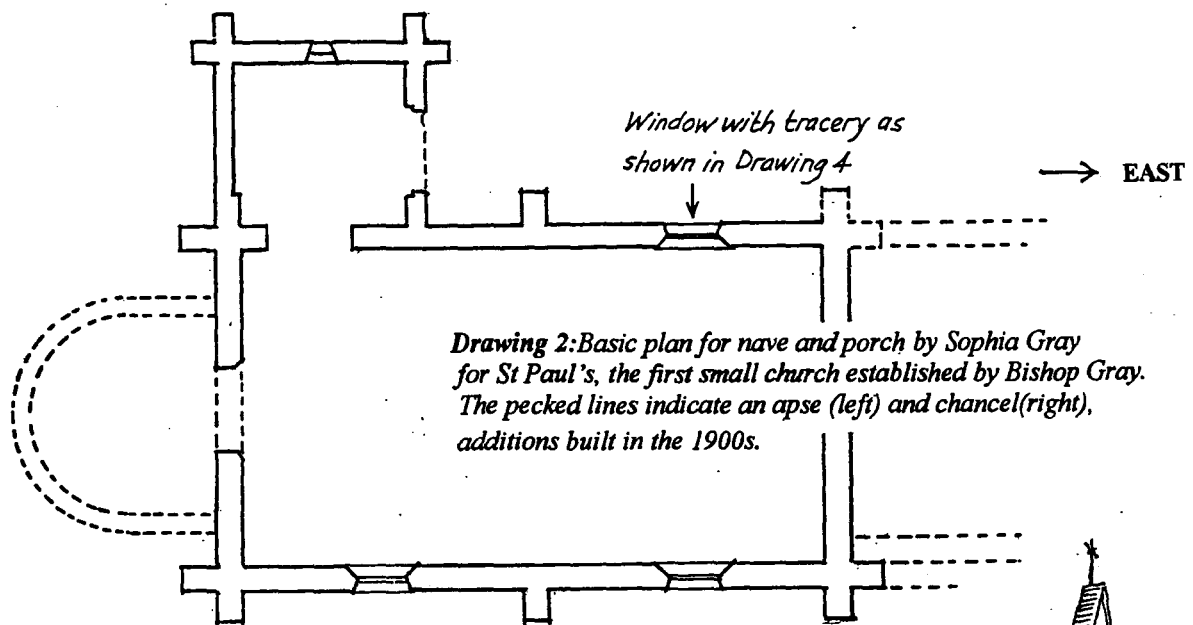 Window with tracery as
shown in Drawing 4
EAST
Drawing 2:Basic plan for nave and porch by Sophia Gray
for St Paul's, the first small church established by Bishop Gray.
The pecked lines indicate an apse (left) and chancel(right),
additions built in the 1900s.